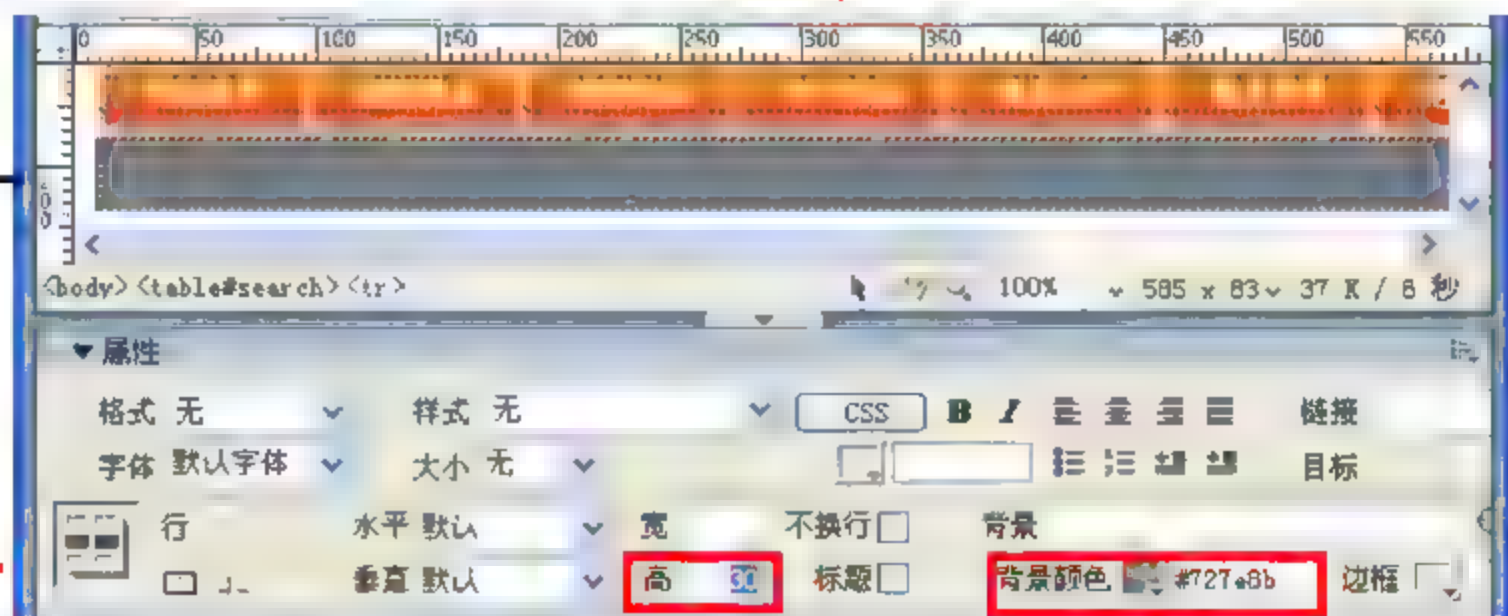 0 50 100 150 200 250 300 350 400 450 500 550
<body><table#search><tr> 100% 585 x 83 37 K / 6 秒
属性
格式 无 样式 无 CSS B I 链接
字体 默认字体 大小 无 目标
行 水平 默认 宽 不换行 背景
垂直 默认 高 30 标题 背景颜色 边框